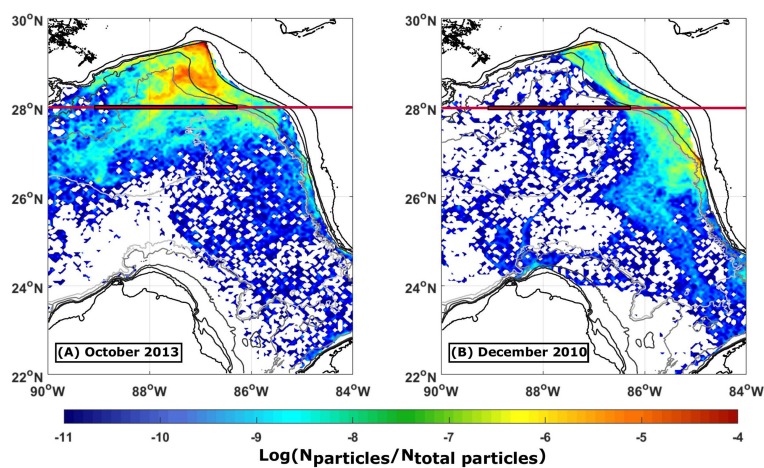 30°N
28°N
26°N
24°N
22°N
90°W
88°W
86°W
84°W
(A) October 2013
30°N
28°N
26°N
24°N
22°N
90°W
88°W
86°W
84°W
(B) December 2010
-11 -10 -9 -8 -7 -6 -5 -4
Log(Nparticles/Ntotal particles)